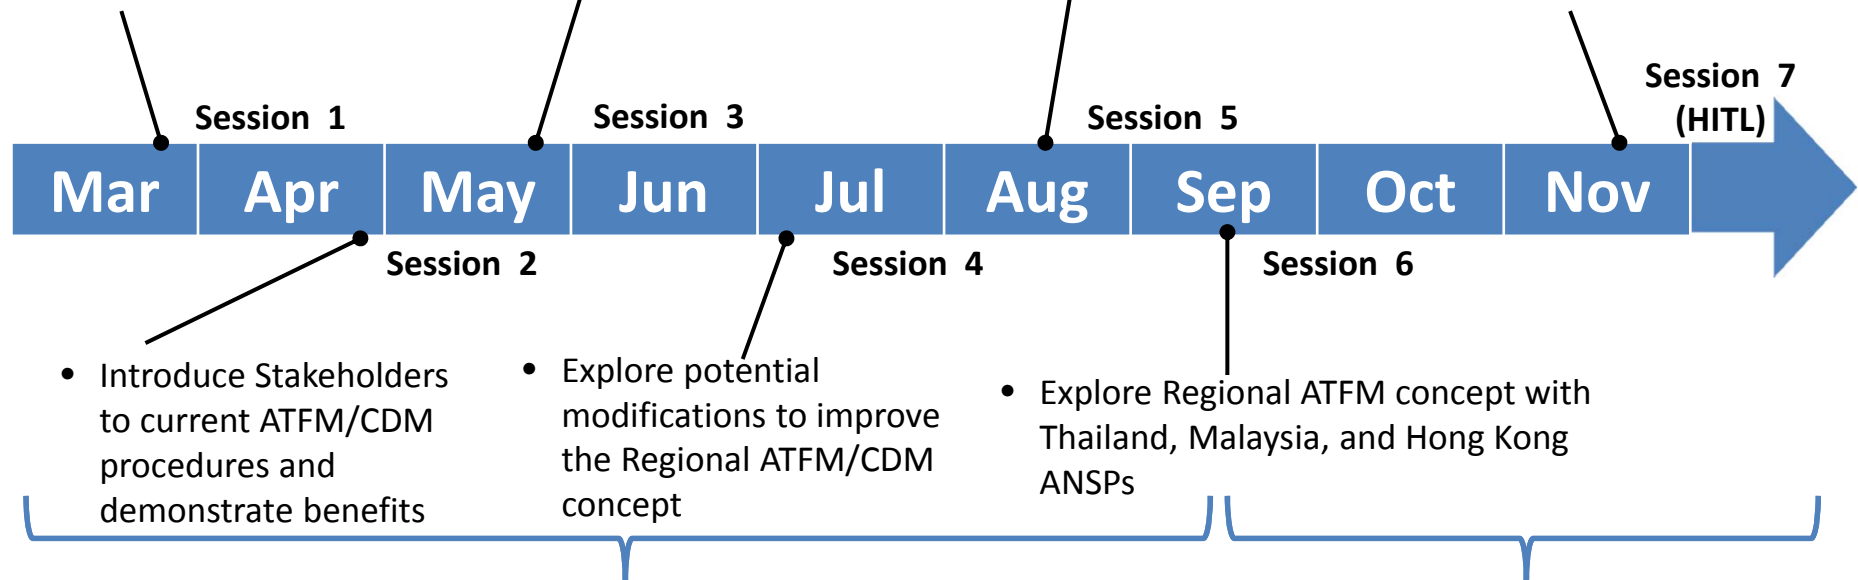 Session 7
(HITL)
Session 1
Session 3
Session 5
Mar Apr May Jun Jul Aug Sep Oct Nov
Session 2
Session 4
Session 6
• Introduce Stakeholders
to current ATFM/CDM
procedures and
demonstrate benefits
• Explore potential
modifications to improve
the Regional ATFM/CDM
concept
• Explore Regional ATFM concept with
Thailand, Malaysia, and Hong Kong
ANSPs